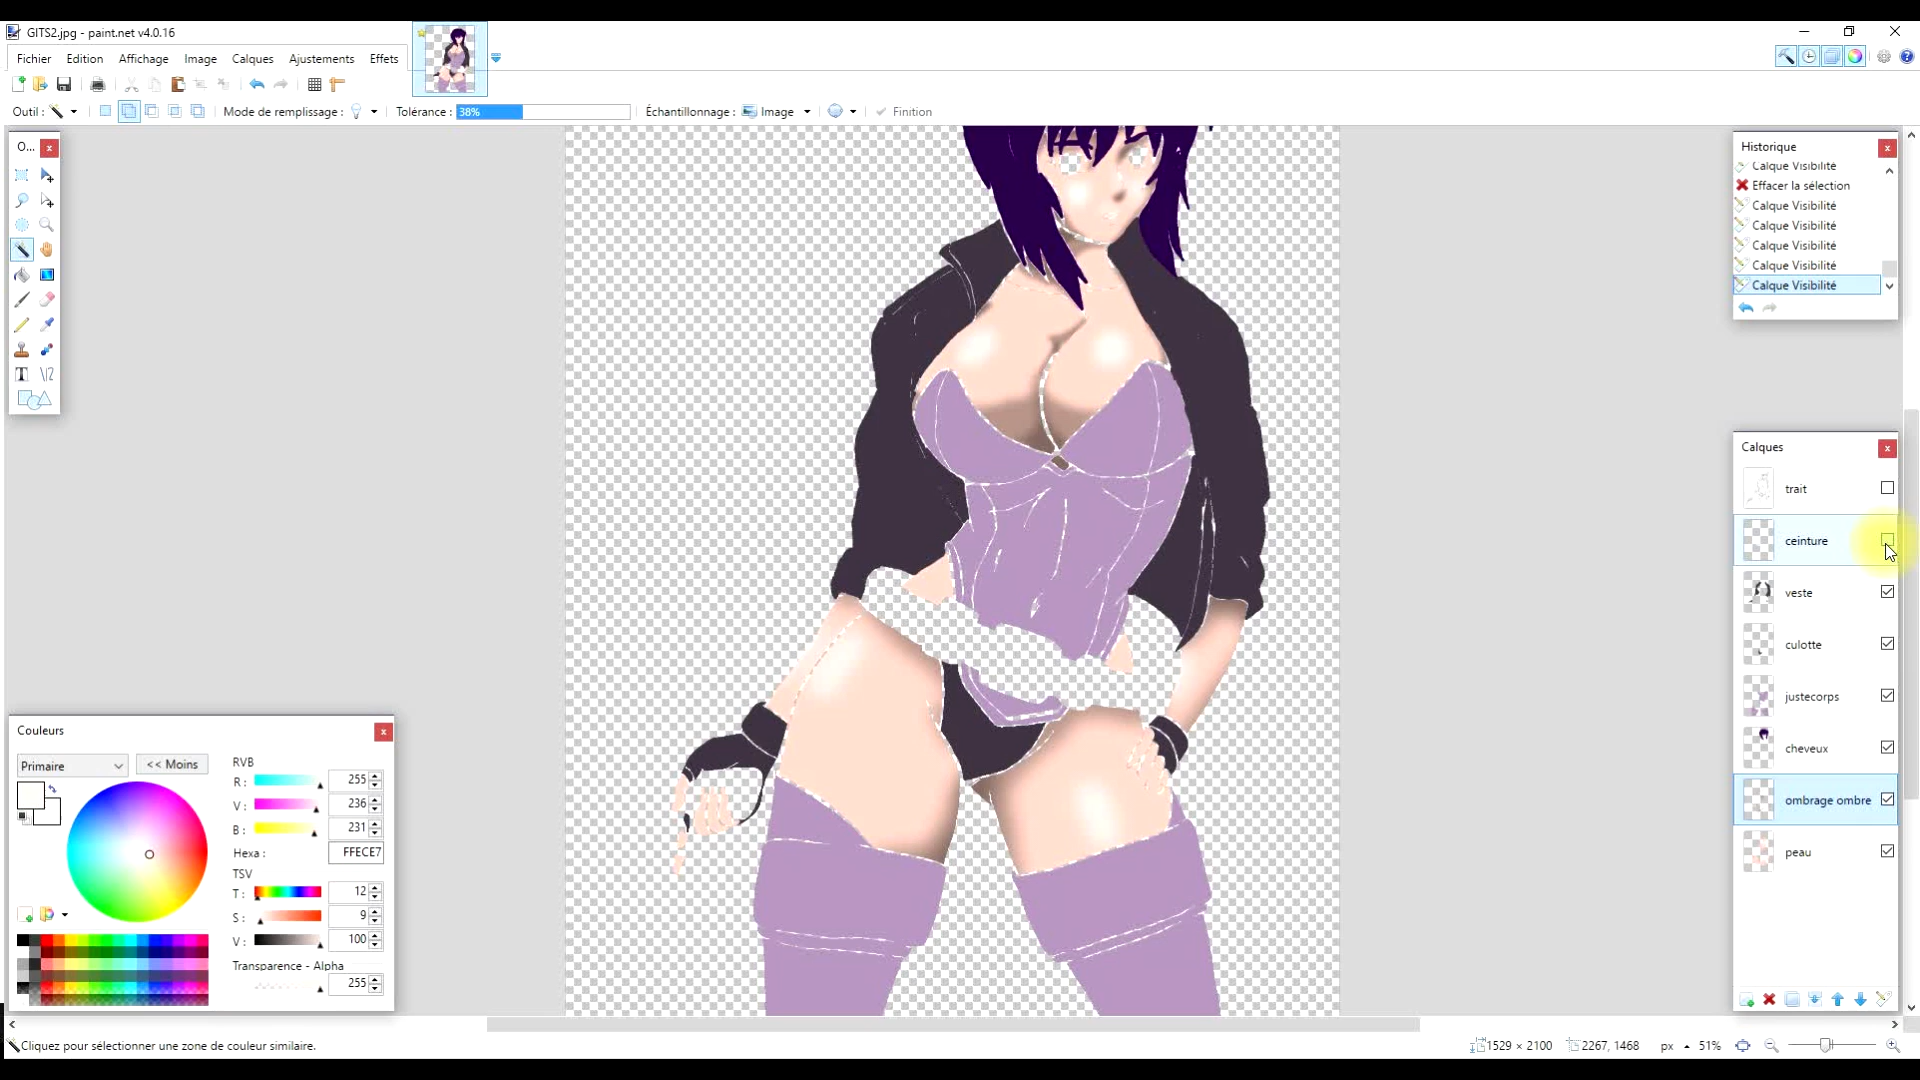 GITS2.jpg - paint.net v4.0.16
Fichier Edition Affichage Image Calques Ajustements Effets
Outil : Mode de remplissage : Tolérance : 38% Échantillonnage : Image Finition
O...
Historique
Calque Visibilité
Effacer la sélection
Calque Visibilité
Calque Visibilité
Calque Visibilité
Calque Visibilité
Calque Visibilité
Calques
trait
ceinture
veste
culotte
justecorps
cheveux
ombrage ombre
peau
Couleurs
Primaire << Moins
RVB
R : 255
V : 236
B : 231
Hexa : FFECE7
TSV
T : 12
S : 9
V : 100
Transparence - Alpha
255
Cliquez pour sélectionner une zone de couleur similaire.
1529 × 2100 2267, 1468 px 51%